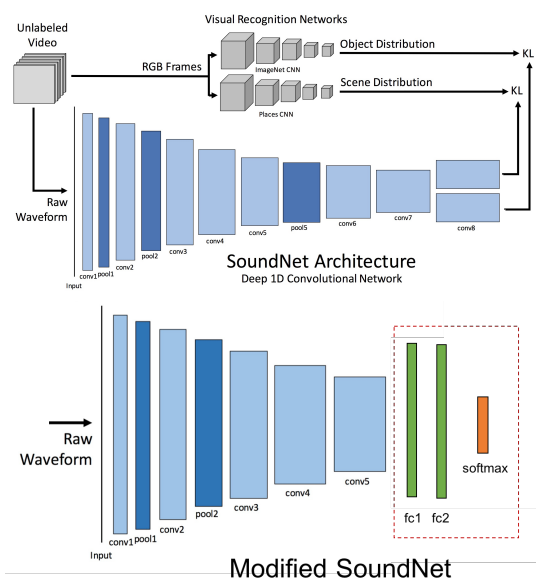 Visual Recognition Networks
Unlabeled
Video
RGB Frames
ImageNet CNN
Object Distribution
KL
Places CNN
Scene Distribution
KL
Raw
Waveform
Input
conv1
pool1
conv2
pool2
conv3
conv4
conv5
pool5
conv6
conv7
conv8
SoundNet Architecture
Deep 1D Convolutional Network
Raw
Waveform
Input
conv1
pool1
conv2
pool2
conv3
conv4
conv5
fc1
fc2
softmax
Modified SoundNet